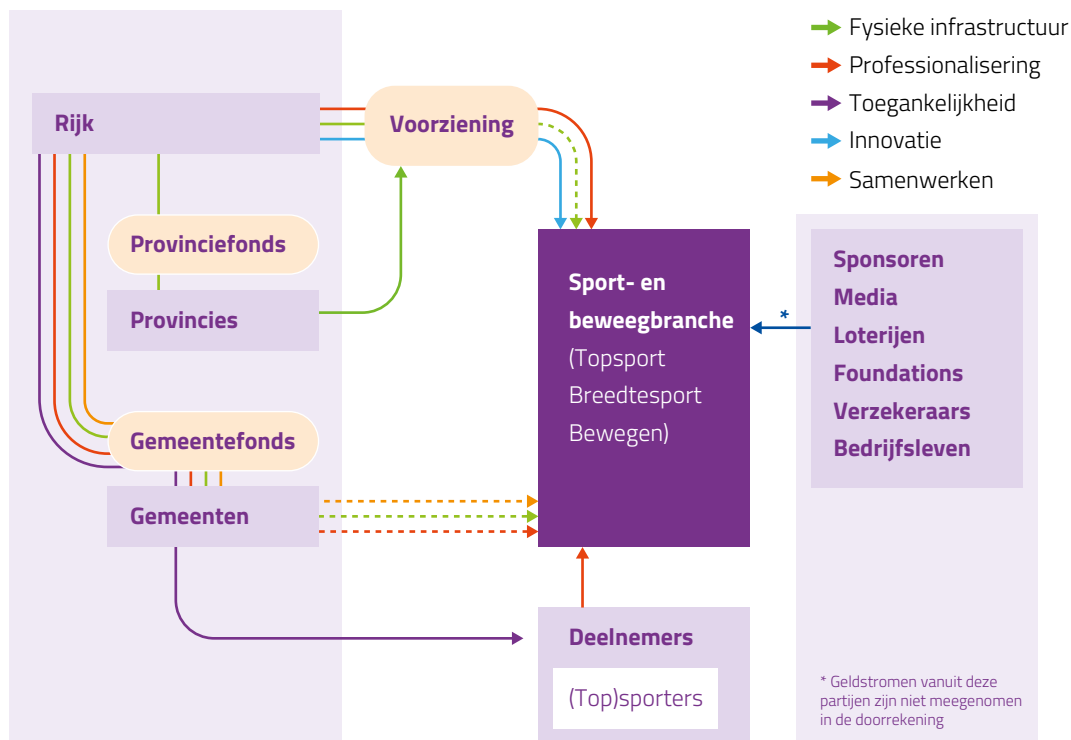 Fysieke infrastructuur
Professionalisering
Toegankelijkheid
Innovatie
Samenwerken
Rijk
Voorziening
Provinciefonds
Provincies
Gemeentefonds
Gemeenten
Sport- en
beweegbranche
(Topsport
Breedtesport
Bewegen)
*
Sponsoren
Media
Loterijen
Foundations
Verzekeraars
Bedrijfsleven
Deelnemers
(Top)sporters
* Geldstromen vanuit deze
partijen zijn niet meegenomen
in de doorrekening